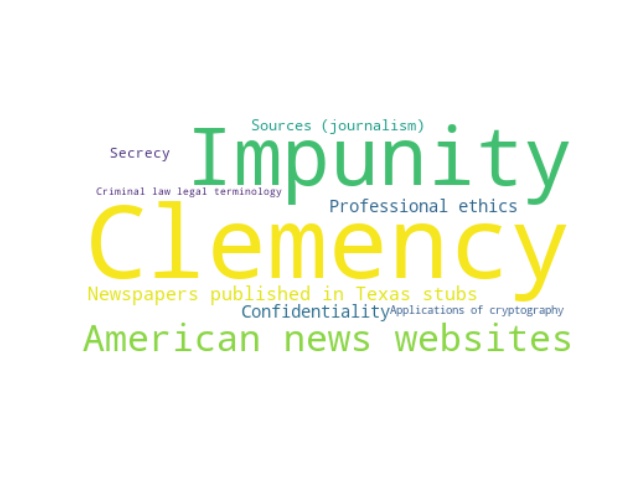 Sources (journalism)
Impunity
Secrecy
Criminal law legal terminology
Professional ethics
Clemency
Newspapers published in Texas stubs
Confidentiality
Applications of cryptography
American news websites